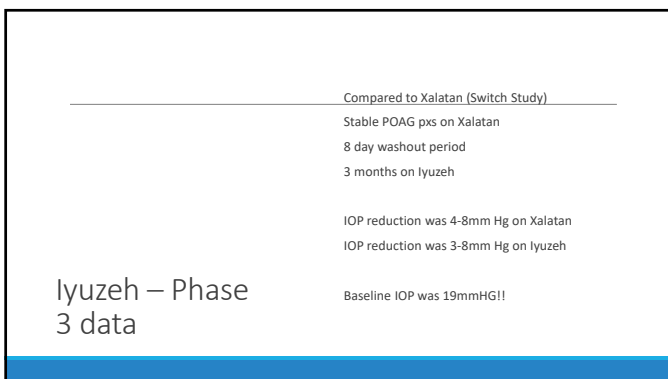 Iyuzeh – Phase
3 data
Compared to Xalatan (Switch Study)
Stable POAG pxs on Xalatan
8 day washout period
3 months on Iyuzeh
IOP reduction was 4-8mm Hg on Xalatan
IOP reduction was 3-8mm Hg on Iyuzeh
Baseline IOP was 19mmHG!!